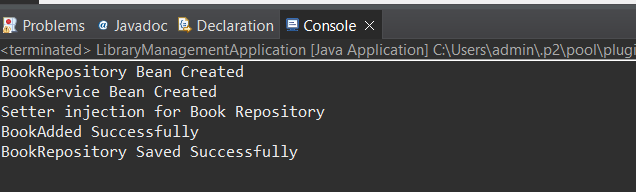 Problems @ Javadoc Declaration Console
<terminated> LibraryManagementApplication [Java Application] C:\Users\admin\.p2\pool\plugi
BookRepository Bean Created
BookService Bean Created
Setter injection for Book Repository
BookAdded Successfully
BookRepository Saved Successfully